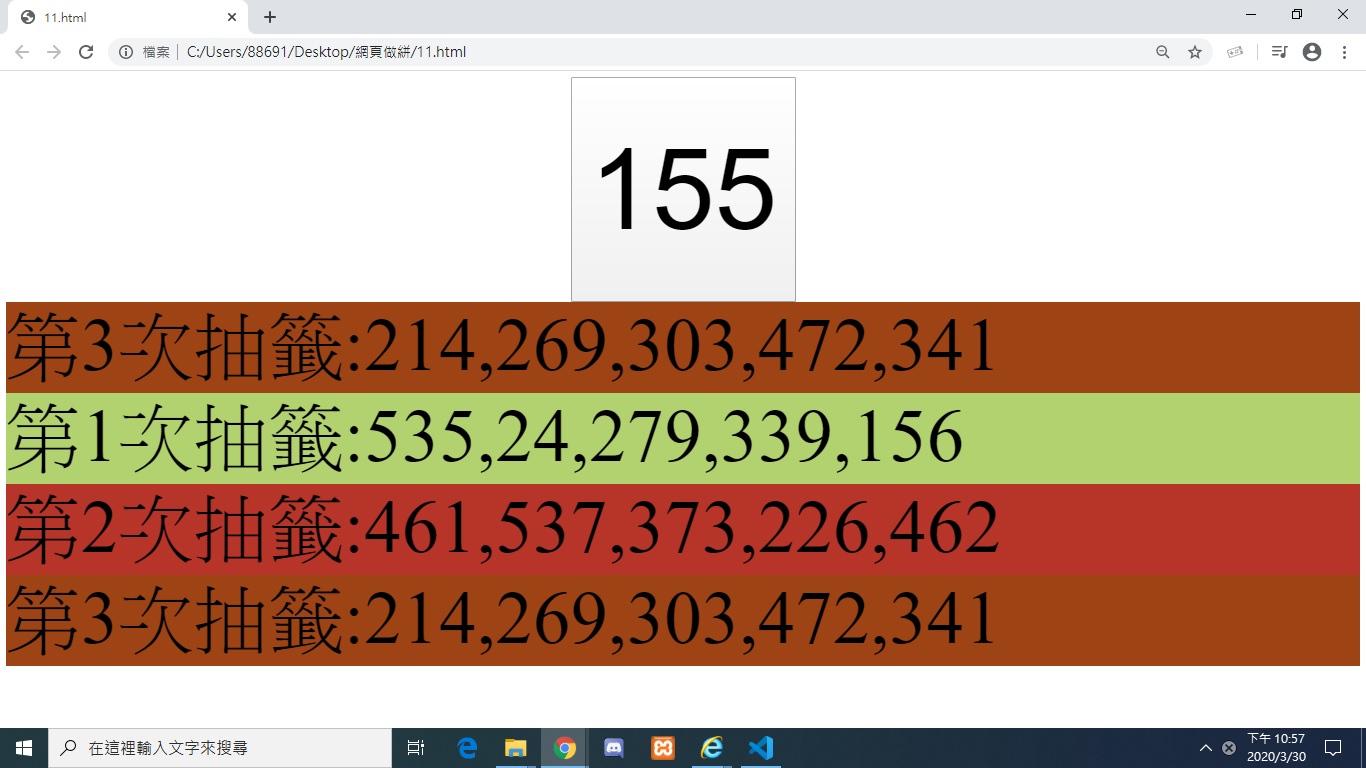 11.html
檔案 C:/Users/88691/Desktop/網頁做絣/11.html
155
第3次抽籤:214,269,303,472,341
第1次抽籤:535,24,279,339,156
第2次抽籤:461,537,373,226,462
第3次抽籤:214,269,303,472,341
在這裡輸入文字來搜尋
下午 10:57
2020/3/30